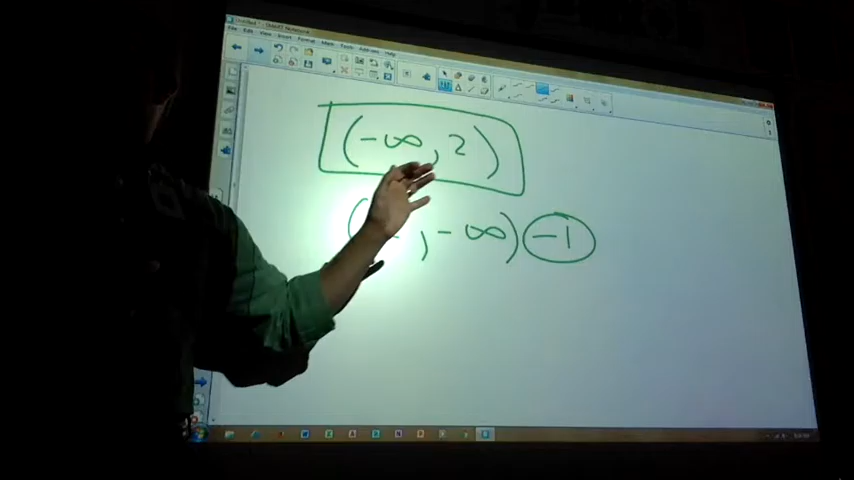 (-∞, 2)
( , -∞) -1